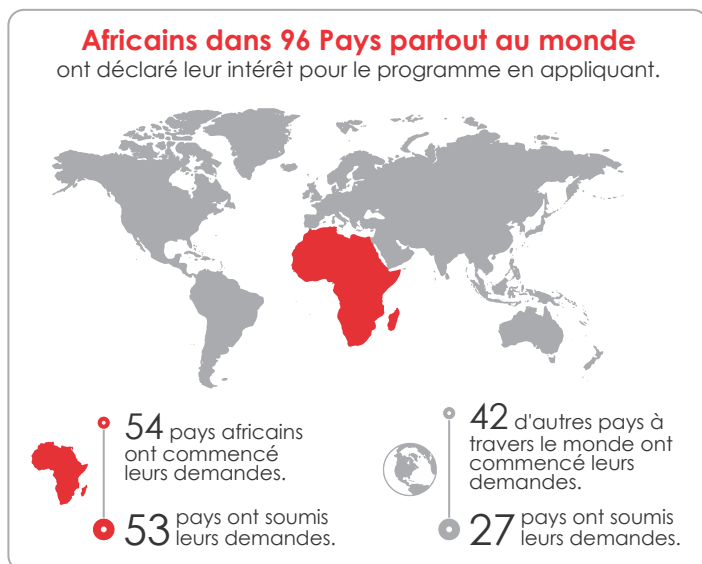 Africains dans 96 Pays partout au monde
ont déclaré leur intérêt pour le programme en appliquant.
54 pays africains
ont commencé
leurs demandes.
53 pays ont soumis
leurs demandes.
42 d'autres pays à
travers le monde ont
commencé leurs
demandes.
27 pays ont soumis
leurs demandes.